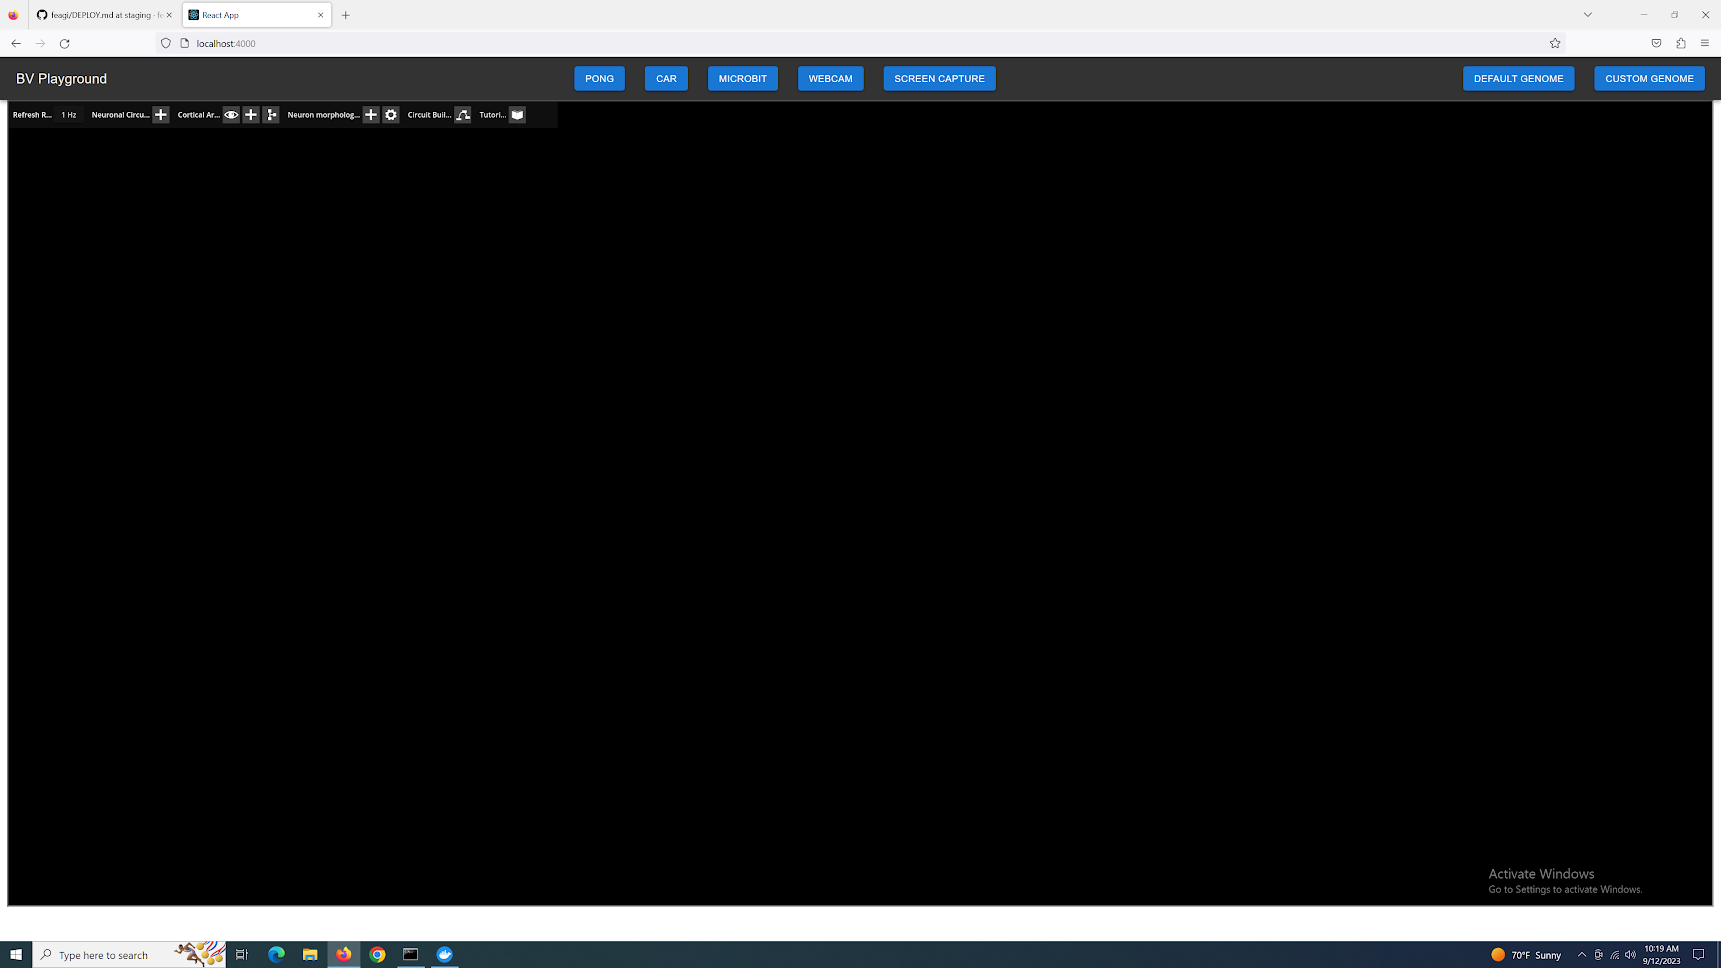 feagi/DEPLOY.md at staging · fe
React App
localhost:4000
BV Playground
PONG
CAR
MICROBIT
WEBCAM
SCREEN CAPTURE
DEFAULT GENOME
CUSTOM GENOME
Refresh R... 1 Hz Neuronal Circu... Cortical Ar... Neuron morpholog... Circuit Buil... Tutori...
Activate Windows
Go to Settings to activate Windows.
Type here to search
70°F Sunny
10:19 AM
9/12/2023